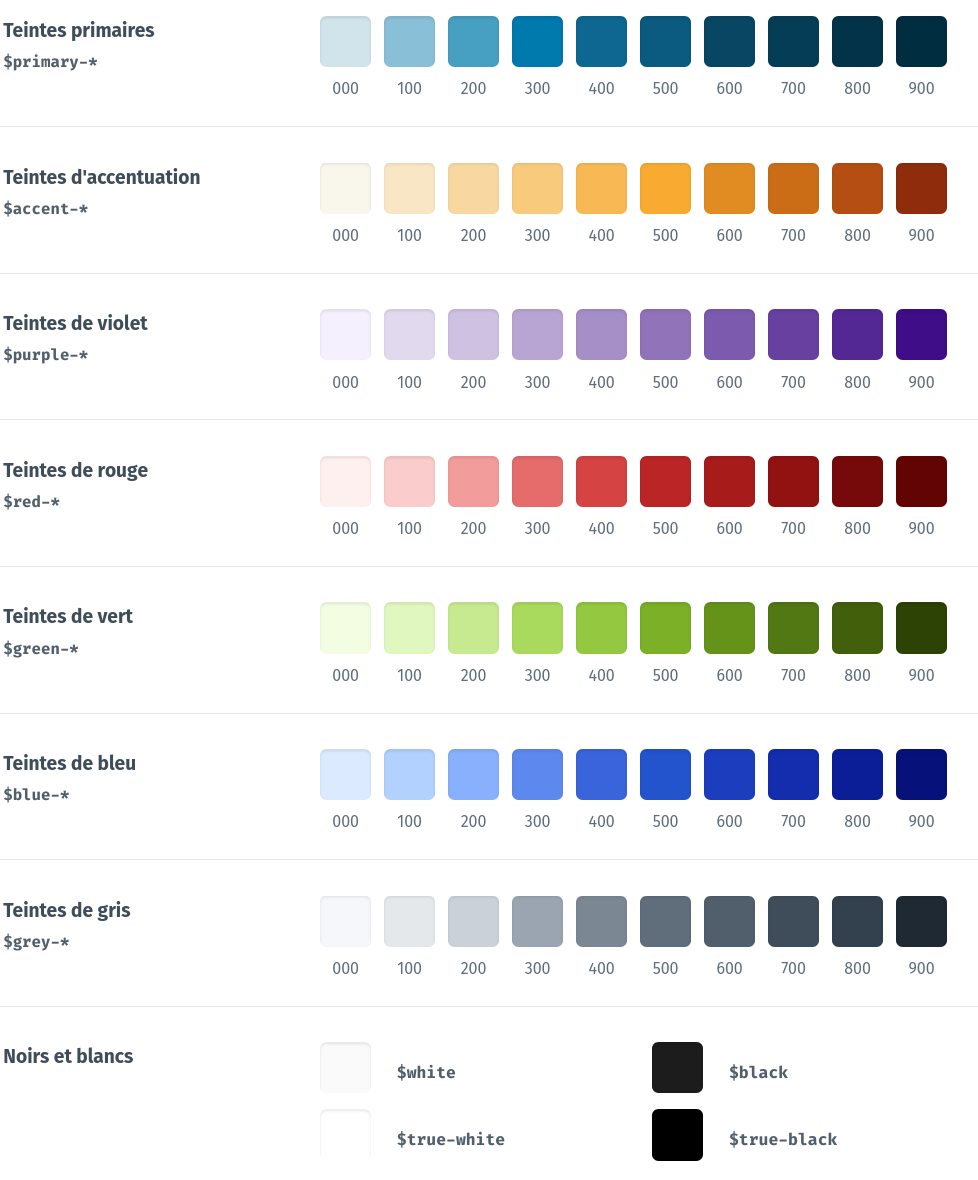 Teintes primaires
$primary-*
000 100 200 300 400 500 600 700 800 900
Teintes d'accentuation
$accent-*
000 100 200 300 400 500 600 700 800 900
Teintes de violet
$purple-*
000 100 200 300 400 500 600 700 800 900
Teintes de rouge
$red-*
000 100 200 300 400 500 600 700 800 900
Teintes de vert
$green-*
000 100 200 300 400 500 600 700 800 900
Teintes de bleu
$blue-*
000 100 200 300 400 500 600 700 800 900
Teintes de gris
$grey-*
000 100 200 300 400 500 600 700 800 900
Noirs et blancs
$white $black
$true-white $true-black